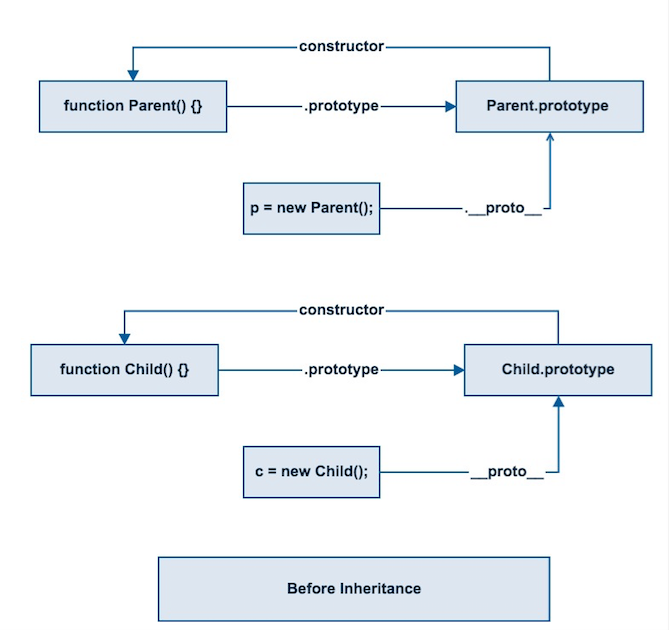 constructor
function Parent() {}
.prototype
Parent.prototype
p = new Parent();
.__proto__
constructor
function Child() {}
.prototype
Child.prototype
c = new Child();
__proto__
Before Inheritance